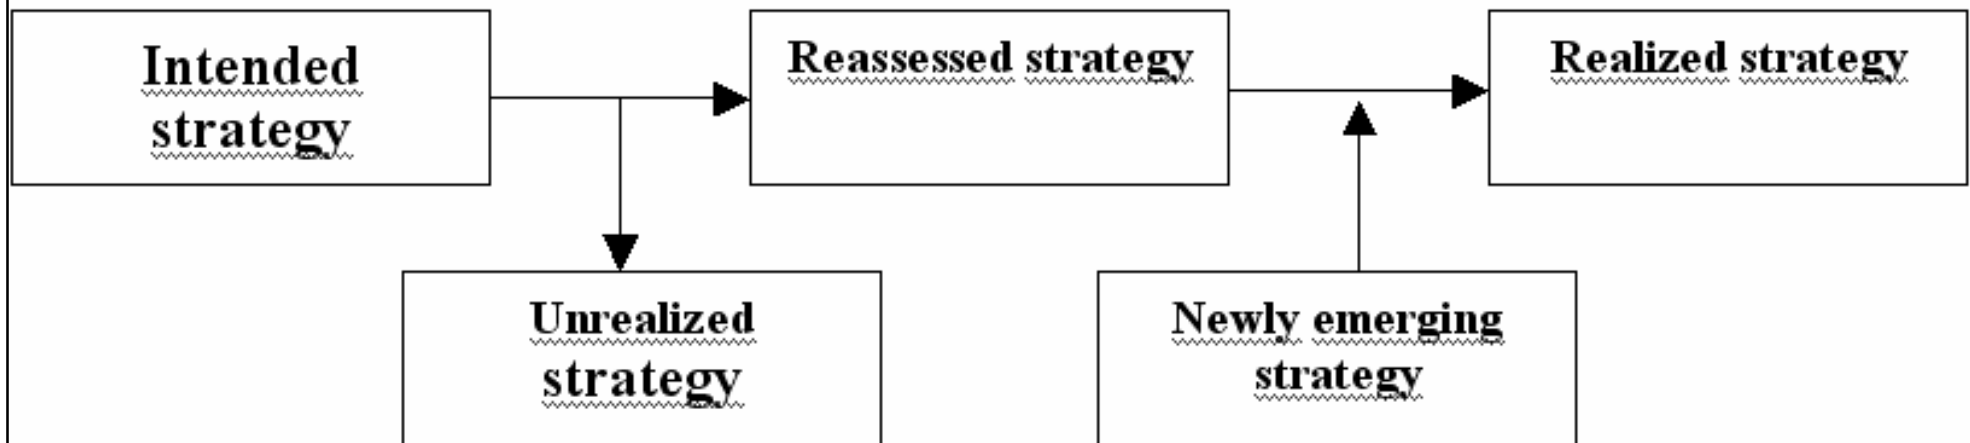 Intended
strategy
Reassessed strategy
Realized strategy
Unrealized
strategy
Newly emerging
strategy